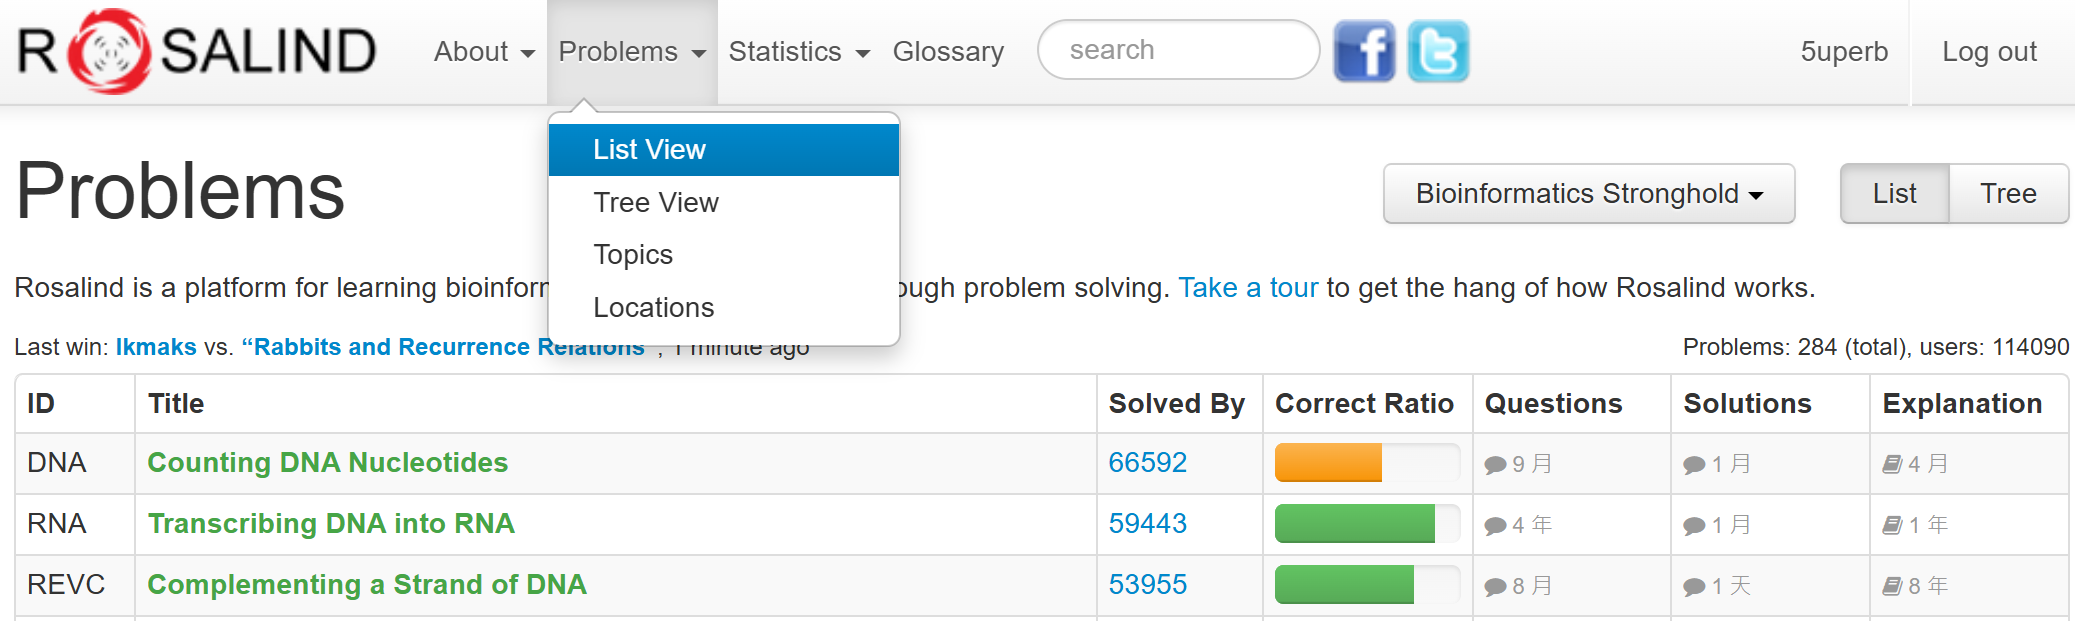 ROSALIND About Problems Statistics Glossary search 5uperb Log out
List View
Tree View
Topics
Locations
Problems Bioinformatics Stronghold List Tree
Rosalind is a platform for learning problem solving. Take a tour to get the hang of how Rosalind works.
Last win: Ikmaks vs. “Rabbits and Recurrence Relations”, 1 minute ago Problems: 284 (total), users: 114090
ID Title Solved By Correct Ratio Questions Solutions Explanation
DNA Counting DNA Nucleotides 66592 9 月 1 月 4 月
RNA Transcribing DNA into RNA 59443 4 年 1 月 1 年
REVC Complementing a Strand of DNA 53955 8 月 1 天 8 年